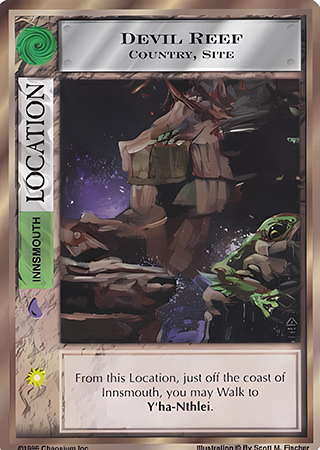 DEVIL REEF
COUNTRY, SITE
LOCATION
INNSMOUTH
From this Location, just off the coast of
Innsmouth, you may Walk to
Y'ha-Nthlei.
©1996 Chaosium Inc. Illustration © By Scott M. Fischer